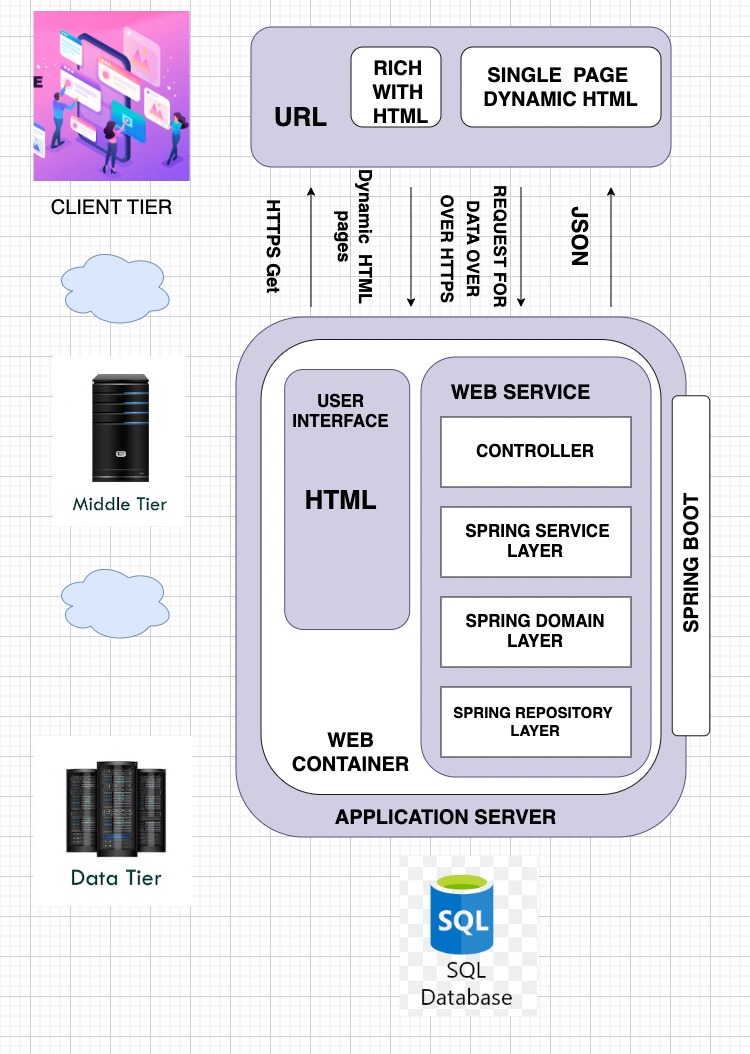 E
RICH
WITH
HTML
SINGLE PAGE
DYNAMIC HTML
URL
CLIENT TIER
HTTPS Get
Dynamic HTML
pages
REQUEST FOR
DATA OVER
OVER HTTPS
JSON
USER
INTERFACE
HTML
WEB SERVICE
CONTROLLER
SPRING SERVICE
LAYER
SPRING DOMAIN
LAYER
SPRING REPOSITORY
LAYER
SPRING BOOT
Middle Tier
WEB
CONTAINER
APPLICATION SERVER
Data Tier
SQL
SQL
Database